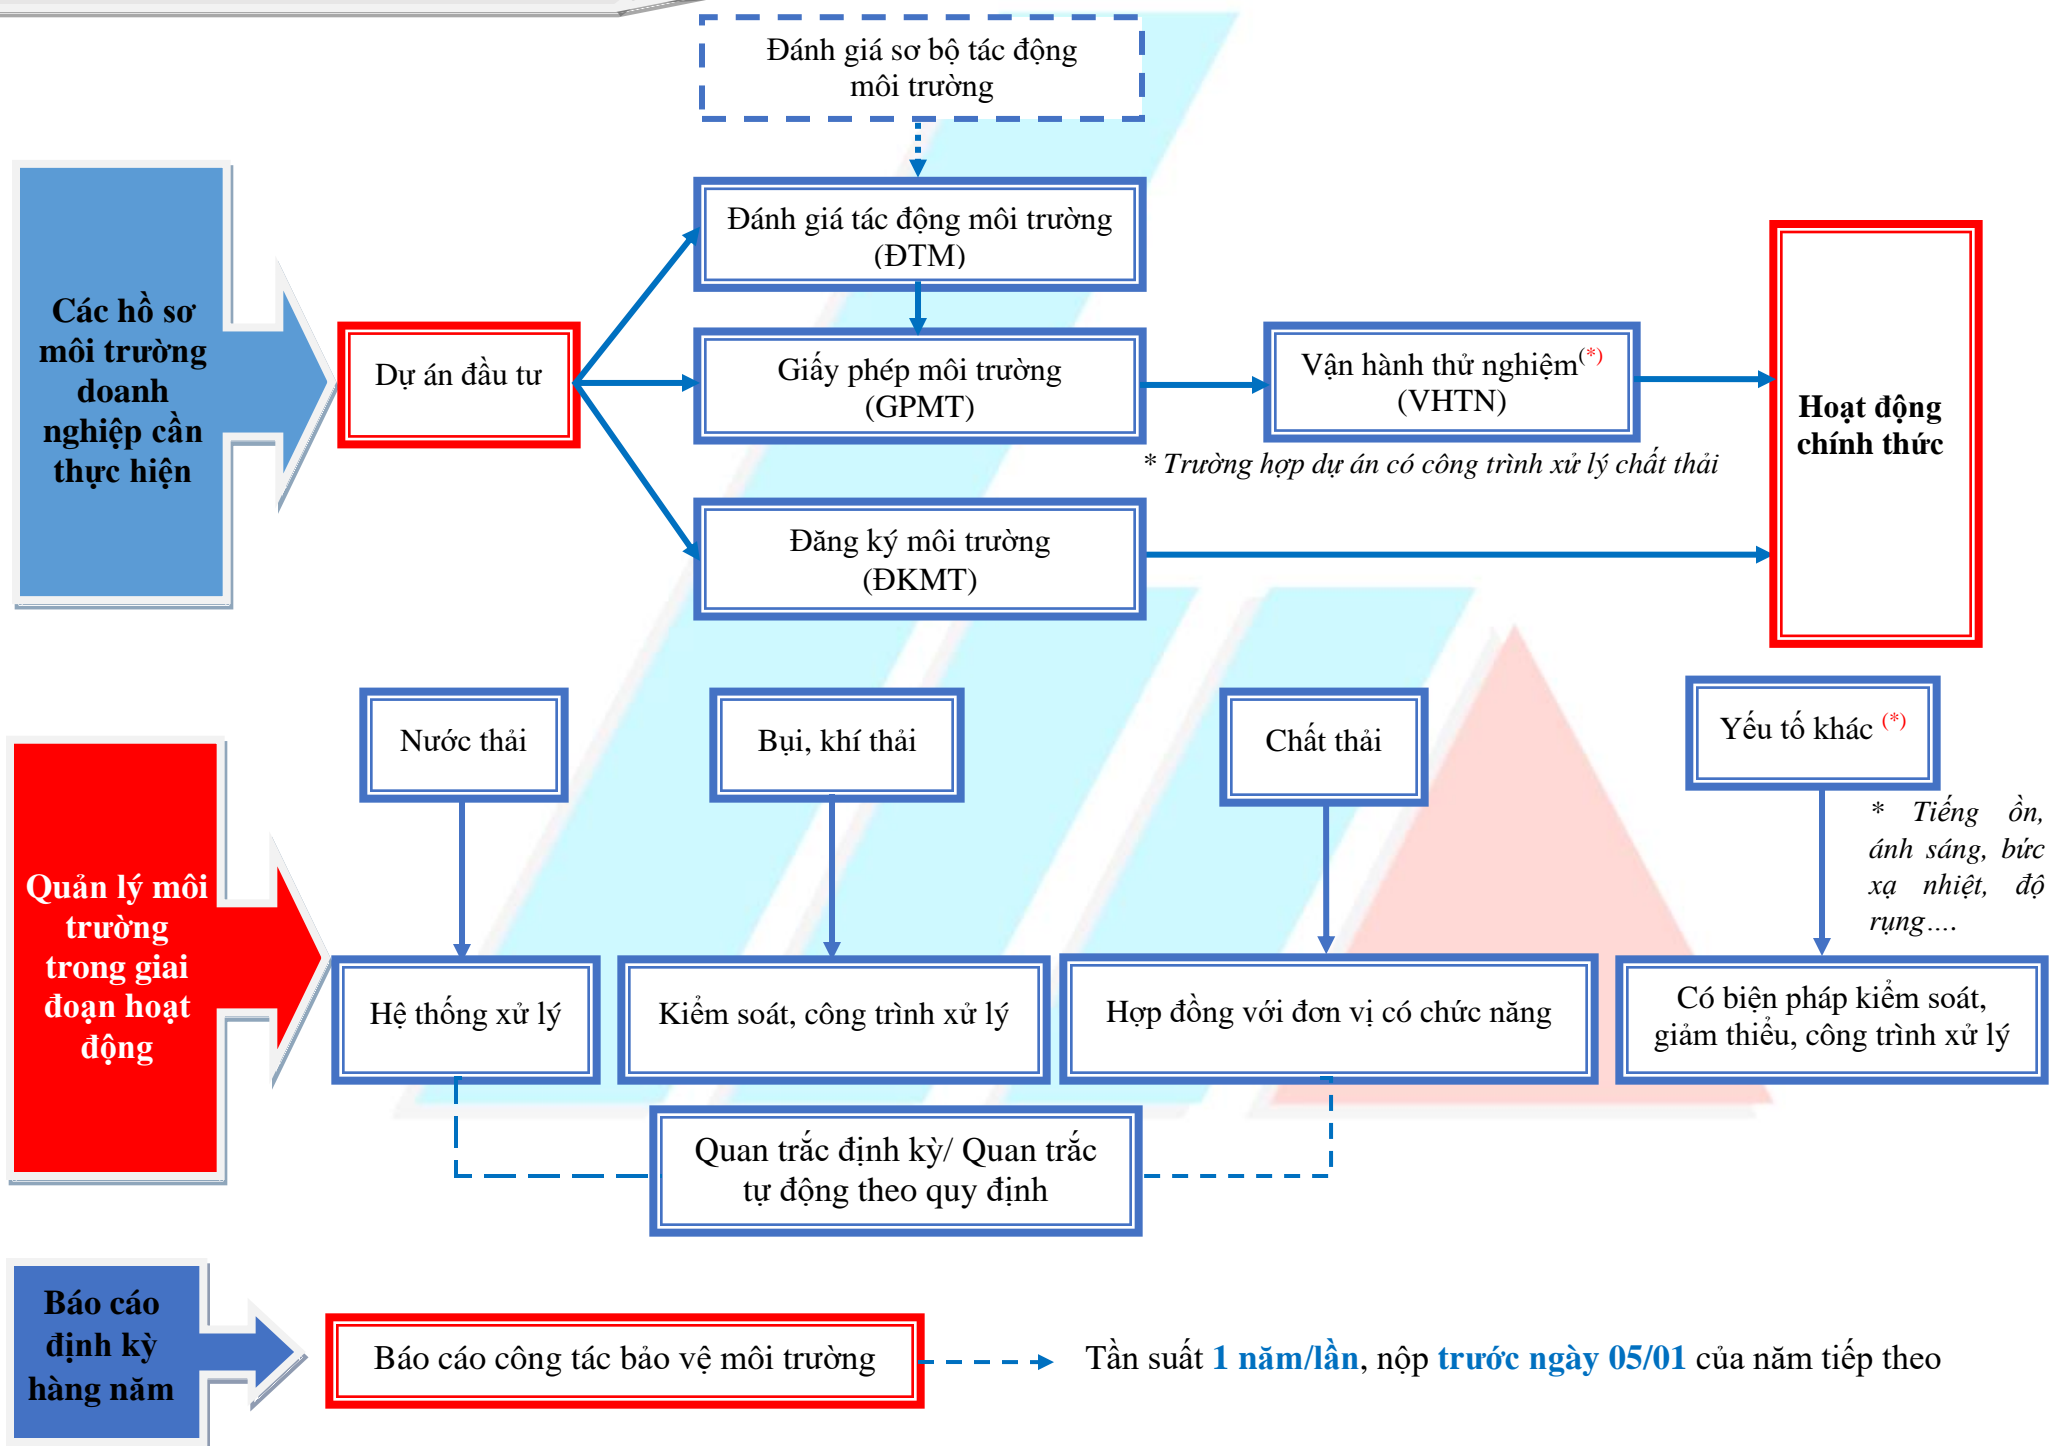 Đánh giá sơ bộ tác động
môi trường
Các hồ sơ
môi trường
doanh
nghiệp cần
thực hiện
Dự án đầu tư
Đánh giá tác động môi trường
(ĐTM)
Giấy phép môi trường
(GPMT)
Vận hành thử nghiệm(*)
(VHTN)
* Trường hợp dự án có công trình xử lý chất thải
Đăng ký môi trường
(ĐKMT)
Hoạt động
chính thức
Quản lý môi
trường
trong giai
đoạn hoạt
động
Nước thải
Bụi, khí thải
Chất thải
Yếu tố khác (*)
* Tiếng ồn,
ánh sáng, bức
xạ nhiệt, độ
rụng....
Hệ thống xử lý
Kiểm soát, công trình xử lý
Hợp đồng với đơn vị có chức năng
Có biện pháp kiểm soát,
giảm thiểu, công trình xử lý
Quan trắc định kỳ/ Quan trắc
tự động theo quy định
Báo cáo
định kỳ
hàng năm
Báo cáo công tác bảo vệ môi trường
Tần suất 1 năm/lần, nộp trước ngày 05/01 của năm tiếp theo